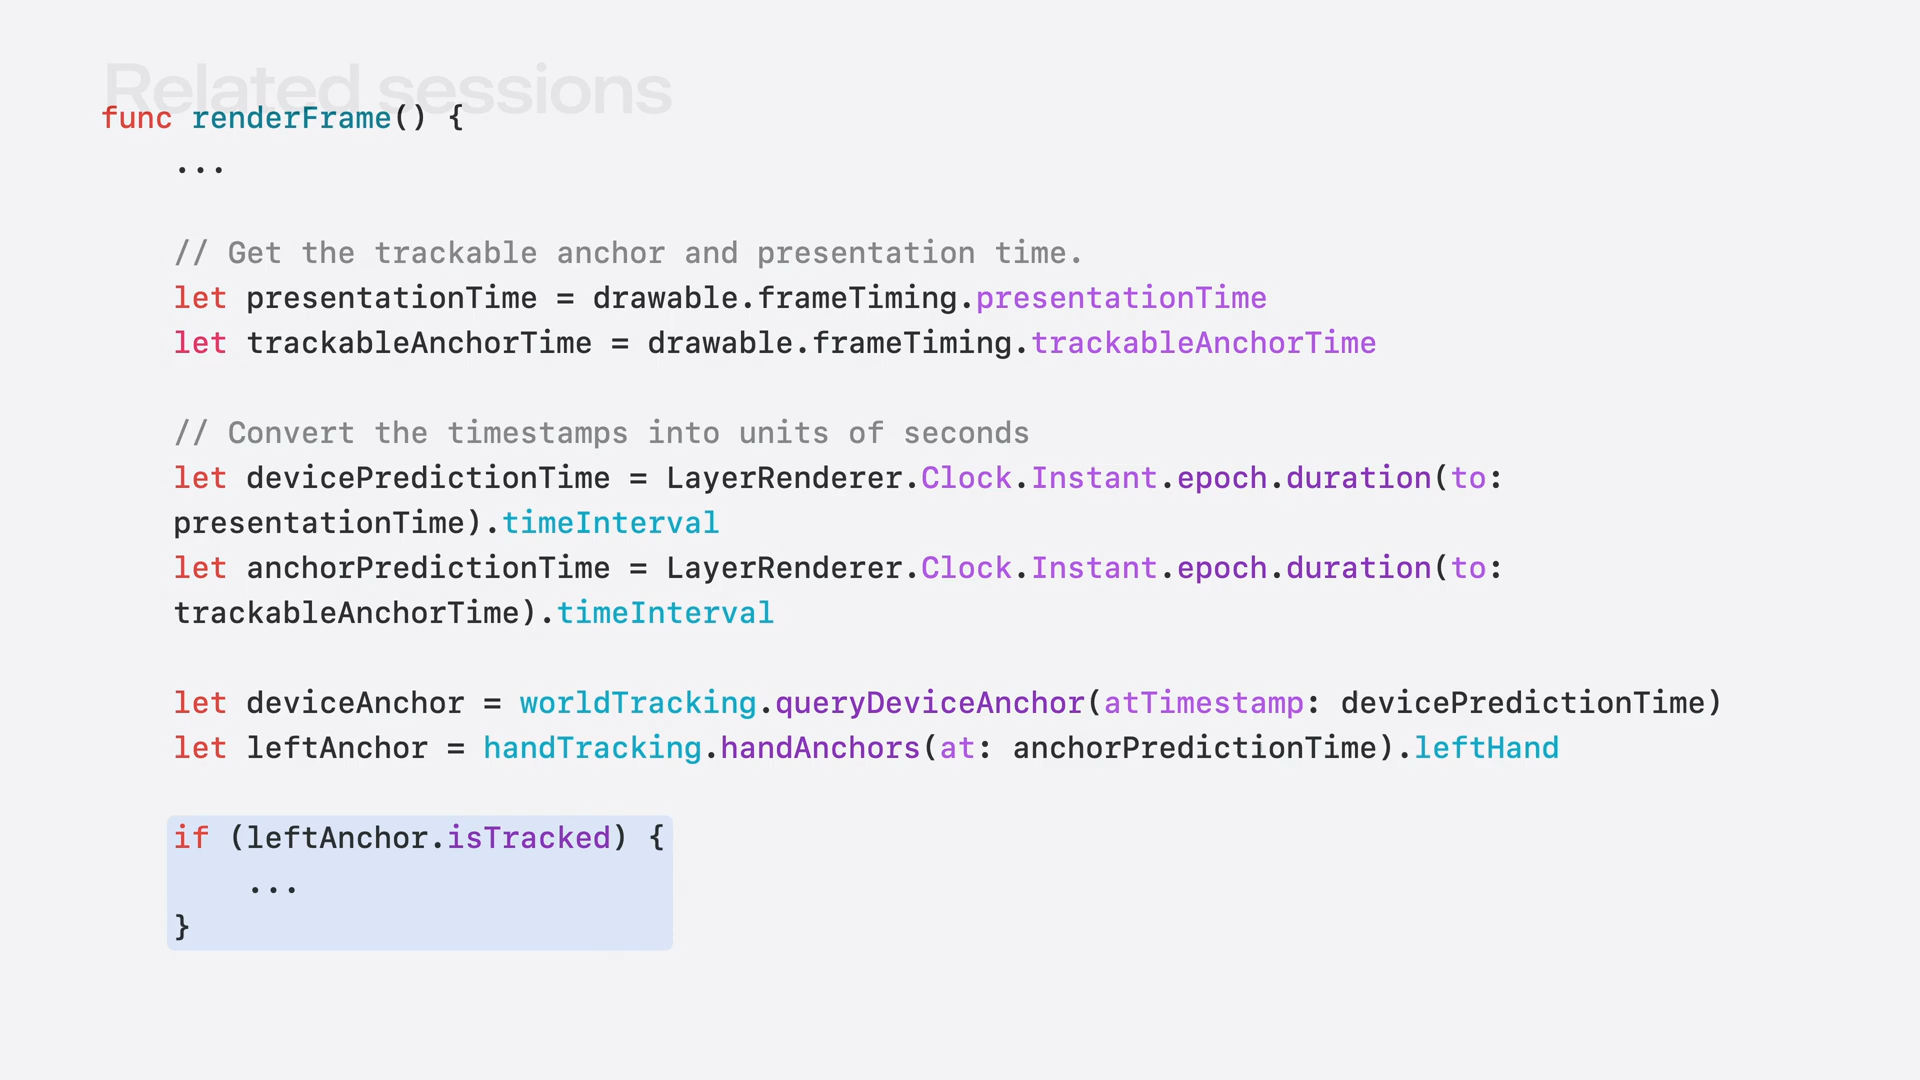 Related sessions
func renderFrame() {
    ...

    // Get the trackable anchor and presentation time.
    let presentationTime = drawable.frameTiming.presentationTime
    let trackableAnchorTime = drawable.frameTiming.trackableAnchorTime

    // Convert the timestamps into units of seconds
    let devicePredictionTime = LayerRenderer.Clock.Instant.epoch.duration(to:
    presentationTime).timeInterval
    let anchorPredictionTime = LayerRenderer.Clock.Instant.epoch.duration(to:
    trackableAnchorTime).timeInterval

    let deviceAnchor = worldTracking.queryDeviceAnchor(atTimestamp: devicePredictionTime)
    let leftAnchor = handTracking.handAnchors(at: anchorPredictionTime).leftHand

    if (leftAnchor.isTracked) {
        ...
    }